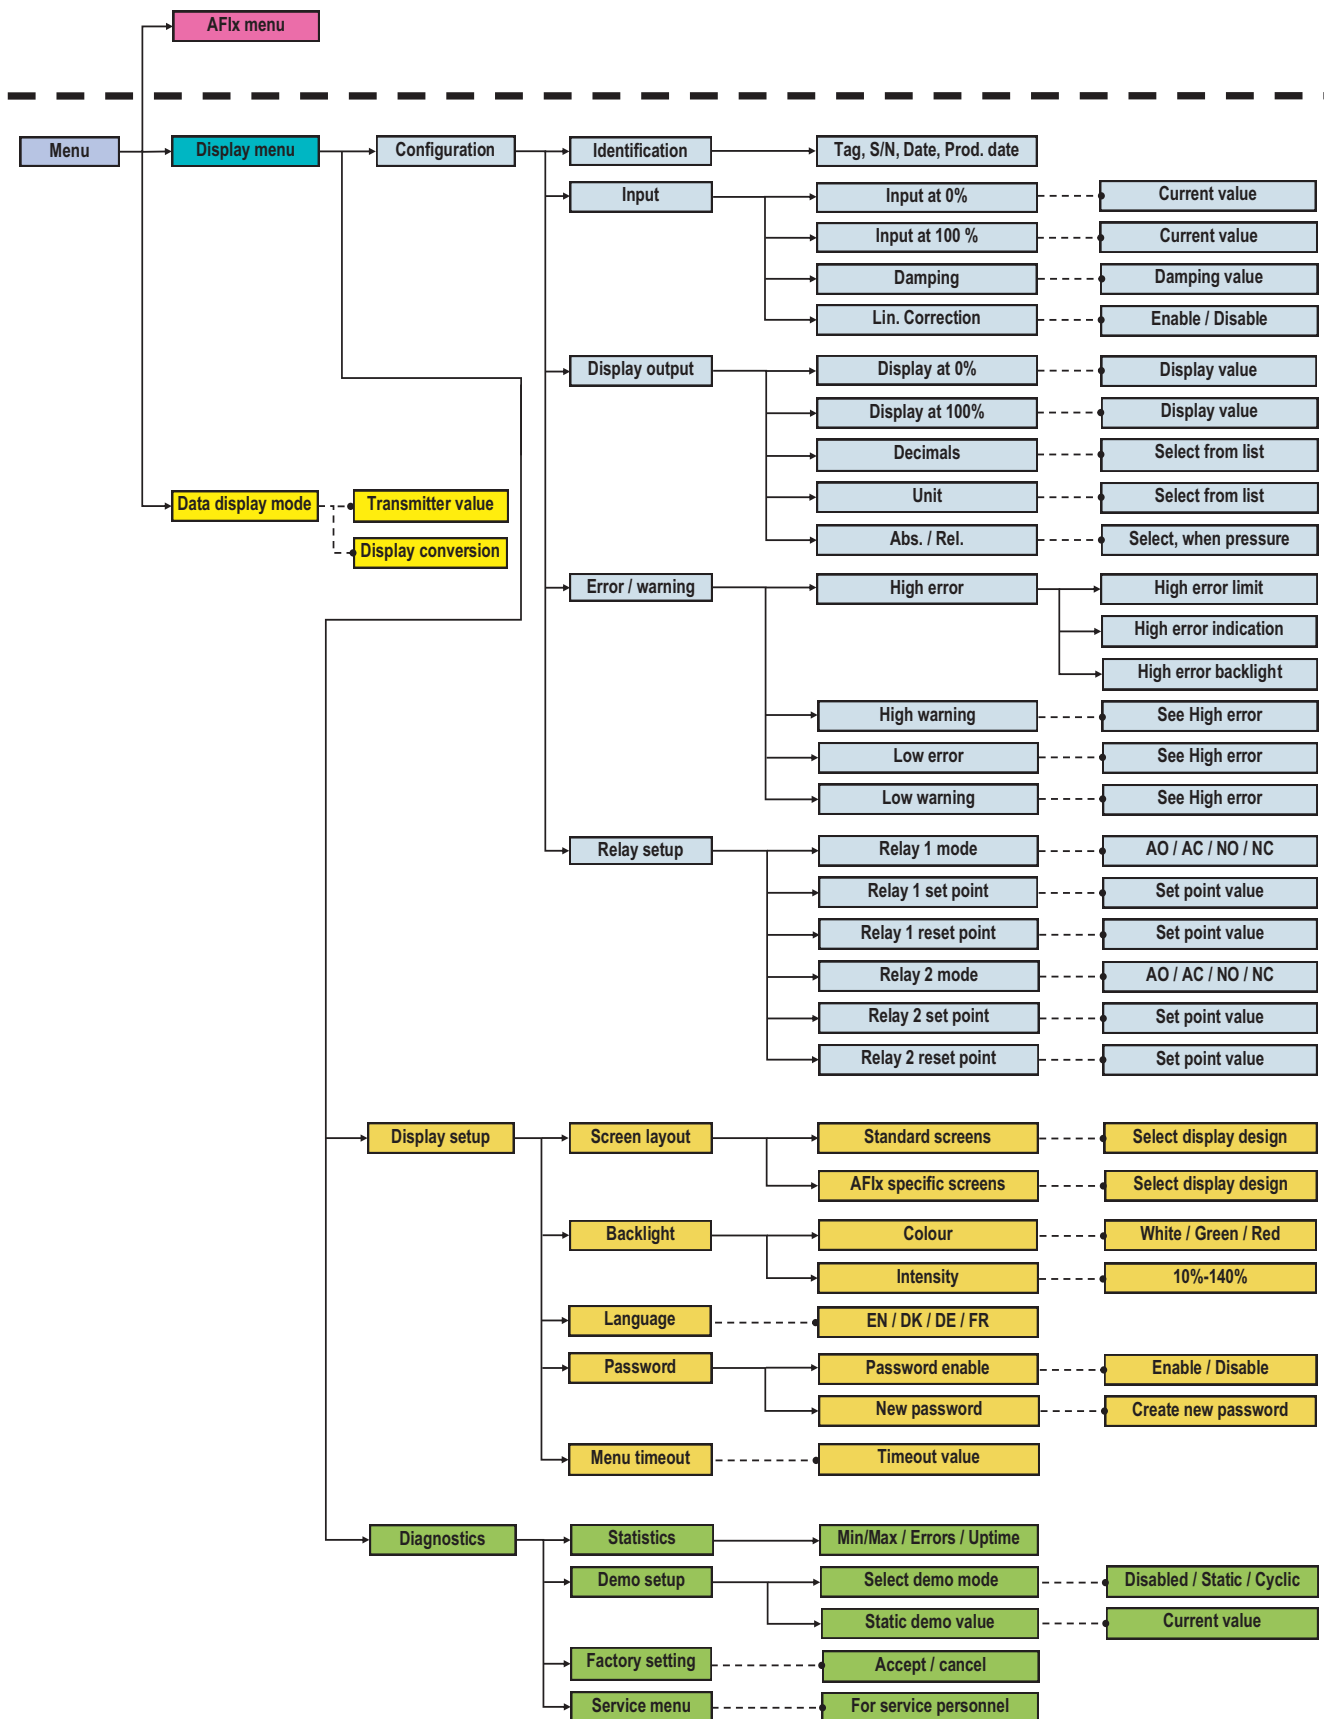 AFlx menu
Menu
Display menu
Configuration
Identification
Tag, S/N, Date, Prod. date
Input
Input at 0%
Current value
Input at 100 %
Current value
Damping
Damping value
Lin. Correction
Enable / Disable
Display output
Display at 0%
Display value
Display at 100%
Display value
Decimals
Select from list
Data display mode
Transmitter value
Unit
Select from list
Display conversion
Abs. / Rel.
Select, when pressure
Error / warning
High error
High error limit
High error indication
High error backlight
High warning
See High error
Low error
See High error
Low warning
See High error
Relay setup
Relay 1 mode
AO / AC / NO / NC
Relay 1 set point
Set point value
Relay 1 reset point
Set point value
Relay 2 mode
AO / AC / NO / NC
Relay 2 set point
Set point value
Relay 2 reset point
Set point value
Display setup
Screen layout
Standard screens
Select display design
AFlx specific screens
Select display design
Backlight
Colour
White / Green / Red
Intensity
10%-140%
Language
EN / DK / DE / FR
Password
Password enable
Enable / Disable
New password
Create new password
Menu timeout
Timeout value
Diagnostics
Statistics
Min/Max / Errors / Uptime
Demo setup
Select demo mode
Disabled / Static / Cyclic
Static demo value
Current value
Factory setting
Accept / cancel
Service menu
For service personnel